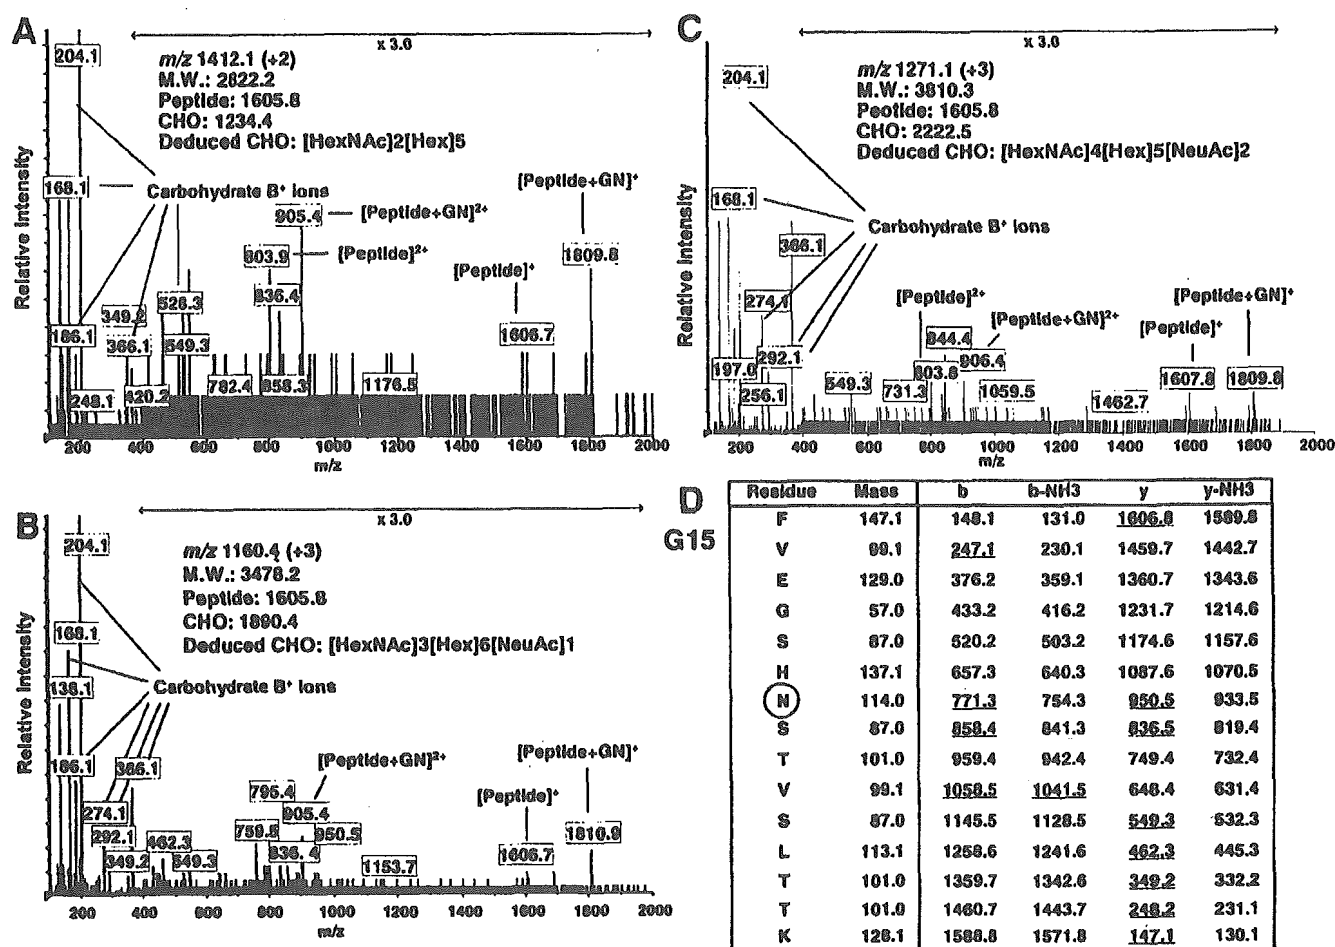 A
x 3.0
204.1
m/z 1412.1 (+2)
M.W.: 2822.2
Peptide: 1605.8
CHO: 1234.4
Deduced CHO: [HexNAc]2[Hex]5
168.1
Carbohydrate B+ ions
[Peptide+GN]+
905.4
[Peptide+GN]2+
803.9
[Peptide]2+
1809.8
[Peptide]+
836.4
349.2
528.3
186.1
366.1
549.3
1606.7
248.1
420.2
782.4
858.3
1176.5
200 400 600 800 1000 1200 1400 1600 1800 2000
m/z
Relative Intensity
B
x 3.0
204.1
m/z 1160.4 (+3)
M.W.: 3478.2
Peptide: 1605.8
CHO: 1890.4
Deduced CHO: [HexNAc]3[Hex]6[NeuAc]1
168.1
138.1
Carbohydrate B+ ions
186.1
366.1
[Peptide+GN]2+
[Peptide+GN]+
795.4
[Peptide]+
274.1
905.4
292.1
462.3
759.5
950.5
1810.9
349.2
549.3
836.4
1153.7
1606.7
200 400 600 800 1000 1200 1400 1600 1800 2000
m/z
Relative Intensity
C
x 3.0
204.1
m/z 1271.1 (+3)
M.W.: 3810.3
Peptide: 1605.8
CHO: 2222.5
Deduced CHO: [HexNAc]4[Hex]5[NeuAc]2
168.1
Carbohydrate B+ ions
366.1
274.1
[Peptide]2+
[Peptide+GN]+
[Peptide+GN]2+
[Peptide]+
844.4
292.1
906.4
197.0
803.8
549.3
731.3
1059.5
1607.8
1809.8
256.1
1462.7
200 400 600 800 1000 1200 1400 1600 1800 2000
m/z
Relative Intensity
D
G15
Residue Mass b b-NH3 y y-NH3
F 147.1 148.1 131.0 1606.8 1589.8
V 99.1 247.1 230.1 1459.7 1442.7
E 129.0 376.2 359.1 1360.7 1343.6
G 57.0 433.2 416.2 1231.7 1214.6
S 87.0 520.2 503.2 1174.6 1157.6
H 137.1 657.3 640.3 1087.6 1070.5
N 114.0 771.3 754.3 950.5 933.5
S 87.0 858.4 841.3 836.5 819.4
T 101.0 959.4 942.4 749.4 732.4
V 99.1 1058.5 1041.5 648.4 631.4
S 87.0 1145.5 1128.5 549.3 532.3
L 113.1 1258.6 1241.6 462.3 445.3
T 101.0 1359.7 1342.6 349.2 332.2
T 101.0 1460.7 1443.7 248.2 231.1
K 128.1 1588.8 1571.8 147.1 130.1